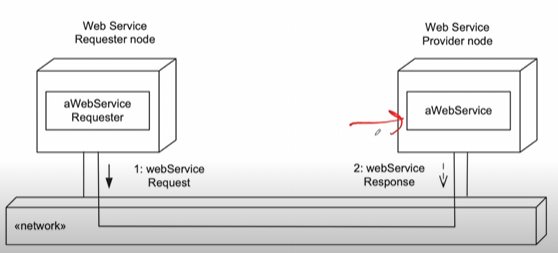 Web Service
Requester node
Web Service
Provider node
aWebService
Requester
aWebService
1: webService
Request
2: webService
Response
«network»